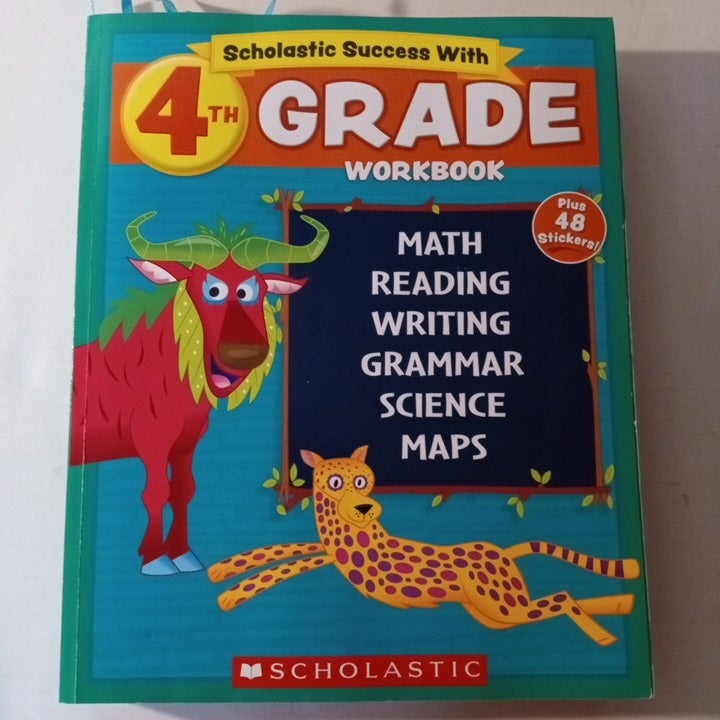 Scholastic Success With
4TH GRADE
WORKBOOK
Plus
48
Stickers!
MATH
READING
WRITING
GRAMMAR
SCIENCE
MAPS
SCHOLASTIC